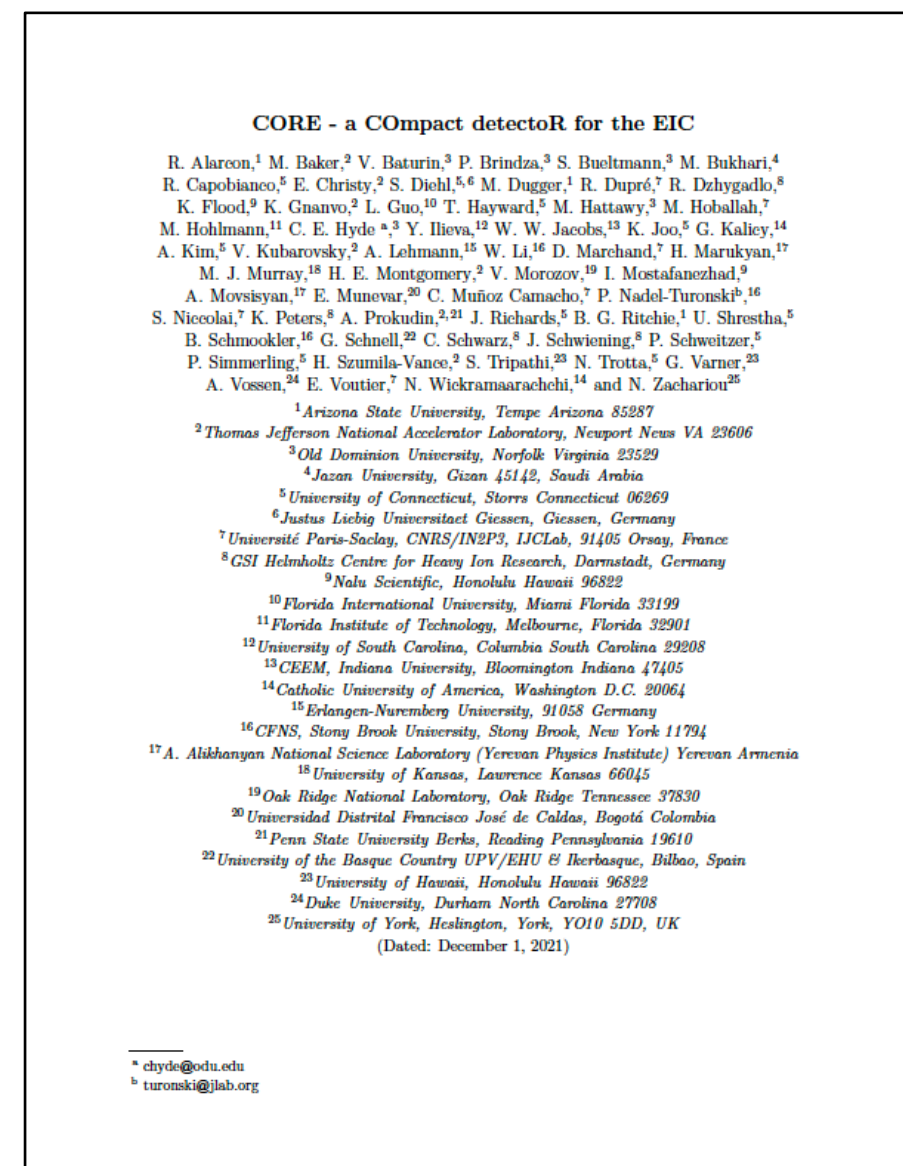 CORE - a COmpact detectoR for the EIC
R. Alarcon,¹ M. Baker,² V. Baturin,³ P. Brindza,³ S. Bueltmann,³ M. Bukhari,⁴
R. Capobianco,⁵ E. Christy,² S. Diehl,⁵,⁶ M. Dugger,¹ R. Dupré,⁷ R. Dzhygadlo,⁸
K. Flood,⁹ K. Gnanvo,² L. Guo,¹⁰ T. Hayward,⁵ M. Hattawy,³ M. Hoballah,⁷
M. Hohlmann,¹¹ C. E. Hyde ᵃ,³ Y. Ilieva,¹² W. W. Jacobs,¹³ K. Joo,⁵ G. Kalicy,¹⁴
A. Kim,⁵ V. Kubarovsky,² A. Lehmann,¹⁵ W. Li,¹⁶ D. Marchand,⁷ H. Marukyan,¹⁷
M. J. Murray,¹⁸ H. E. Montgomery,² V. Morozov,¹⁹ I. Mostafanezhad,⁹
A. Movsisyan,¹⁷ E. Munevar,²⁰ C. Muñoz Camacho,⁷ P. Nadel-Turonskiᵇ,¹⁶
S. Niccolai,⁷ K. Peters,⁸ A. Prokudin,²,²¹ J. Richards,⁵ B. G. Ritchie,¹ U. Shrestha,⁵
B. Schmookler,¹⁶ G. Schnell,²² C. Schwarz,⁸ J. Schwiening,⁸ P. Schweitzer,⁵
P. Simmerling,⁵ H. Szumila-Vance,² S. Tripathi,²³ N. Trotta,⁵ G. Varner,²³
A. Vossen,²⁴ E. Voutier,⁷ N. Wickramaarachchi,¹⁴ and N. Zachariou²⁵
¹Arizona State University, Tempe Arizona 85287
²Thomas Jefferson National Accelerator Laboratory, Newport News VA 23606
³Old Dominion University, Norfolk Virginia 23529
⁴Jazan University, Gizan 45142, Saudi Arabia
⁵University of Connecticut, Storrs Connecticut 06269
⁶Justus Liebig Universitaet Giessen, Giessen, Germany
⁷Université Paris-Saclay, CNRS/IN2P3, IJCLab, 91405 Orsay, France
⁸GSI Helmholtz Centre for Heavy Ion Research, Darmstadt, Germany
⁹Nalu Scientific, Honolulu Hawaii 96822
¹⁰Florida International University, Miami Florida 33199
¹¹Florida Institute of Technology, Melbourne, Florida 32901
¹²University of South Carolina, Columbia South Carolina 29208
¹³CEEM, Indiana University, Bloomington Indiana 47405
¹⁴Catholic University of America, Washington D.C. 20064
¹⁵Erlangen-Nuremberg University, 91058 Germany
¹⁶CFNS, Stony Brook University, Stony Brook, New York 11794
¹⁷A. Alikhanyan National Science Laboratory (Yerevan Physics Institute) Yerevan Armenia
¹⁸University of Kansas, Lawrence Kansas 66045
¹⁹Oak Ridge National Laboratory, Oak Ridge Tennessee 37830
²⁰Universidad Distrital Francisco José de Caldas, Bogotá Colombia
²¹Penn State University Berks, Reading Pennsylvania 19610
²²University of the Basque Country UPV/EHU & Ikerbasque, Bilbao, Spain
²³University of Hawaii, Honolulu Hawaii 96822
²⁴Duke University, Durham North Carolina 27708
²⁵University of York, Heslington, York, YO10 5DD, UK
(Dated: December 1, 2021)
ᵃ chyde@odu.edu
ᵇ turonski@jlab.org